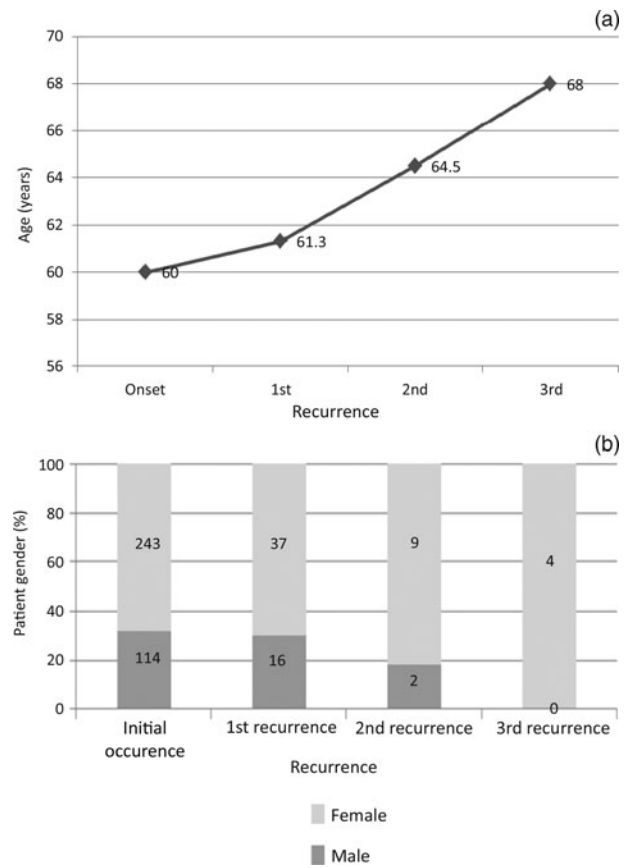 (a)
70
68
66
64
62
60
58
56
Age (years)
60
61.3
64.5
68
Onset 1st 2nd 3rd
Recurrence
(b)
100
80
60
40
20
0
Patient gender (%)
243 37 9 4
114 16 2 0
Initial occurence 1st recurrence 2nd recurrence 3rd recurrence
Recurrence
Female
Male